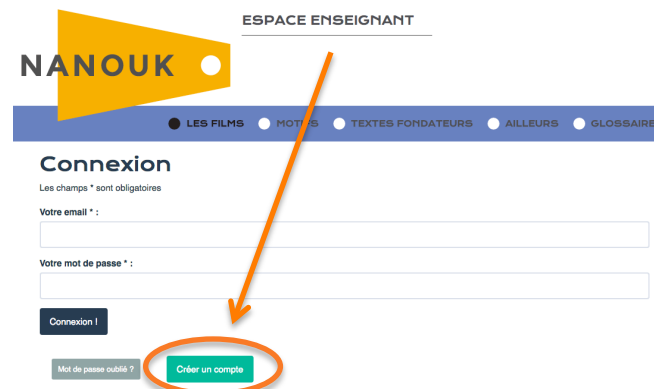 ESPACE ENSEIGNANT
NANOUK
LES FILMS MOTIFS TEXTES FONDATEURS AILLEURS GLOSSAIRE
Connexion
Les champs * sont obligatoires
Votre email * :
Votre mot de passe * :
Connexion !
Mot de passe oublié ? Créer un compte